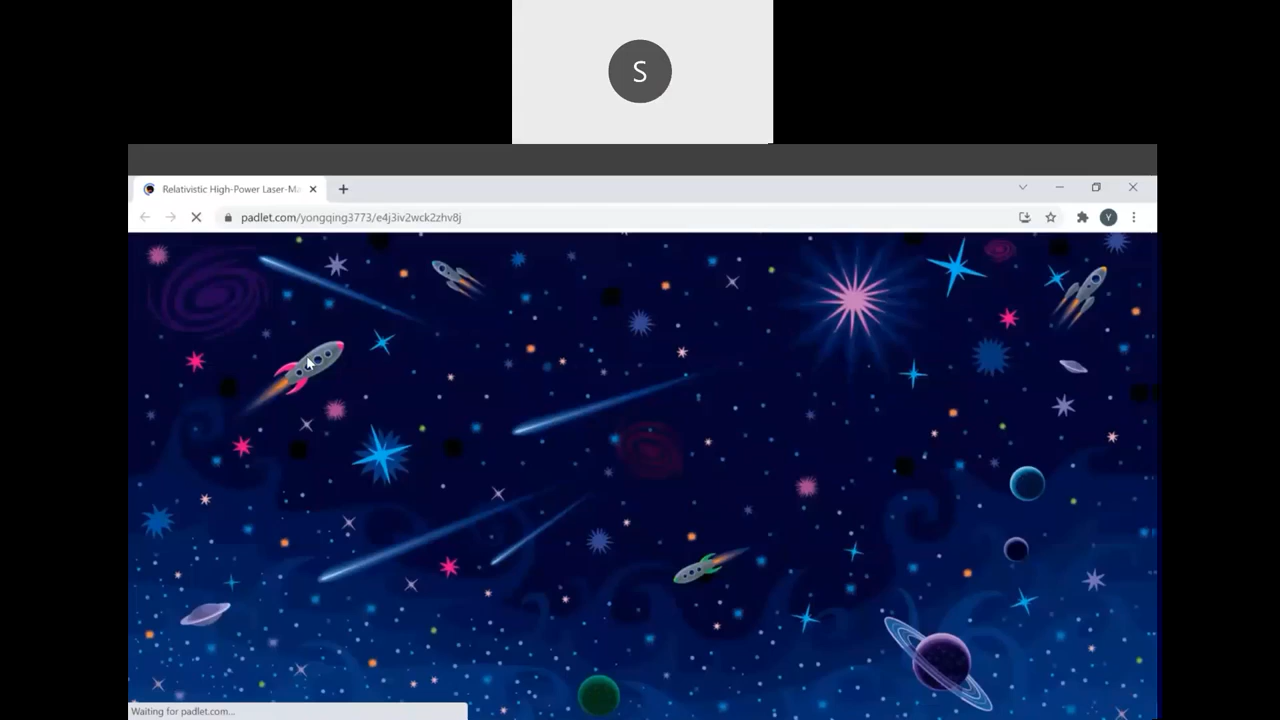 S
Relativistic High-Power Laser-Ma
padlet.com/yongqing3773/e4j3iv2wck2zhv8j
Y
Waiting for padlet.com...